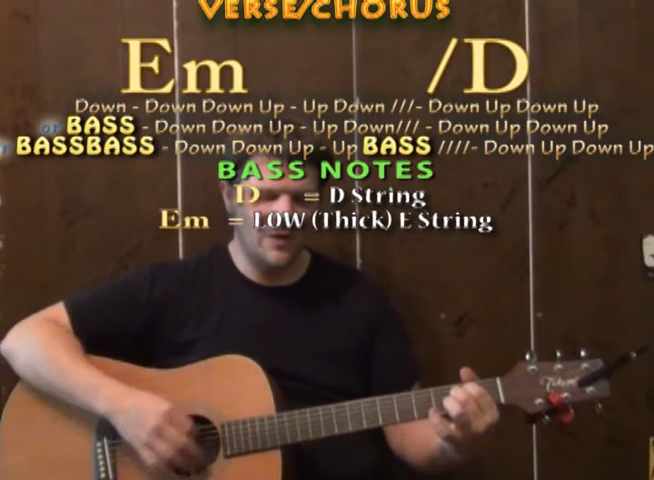 VERSE/CHORUS
Em /D
Down - Down Down Up - Up Down ///- Down Up Down Up
or BASS - Down Down Up - Up Down/// - Down Up Down Up
BASSBASS - Down Down Up - Up BASS ////- Down Up Down Up
BASS NOTES
D = D String
Em = LOW (Thick) E String